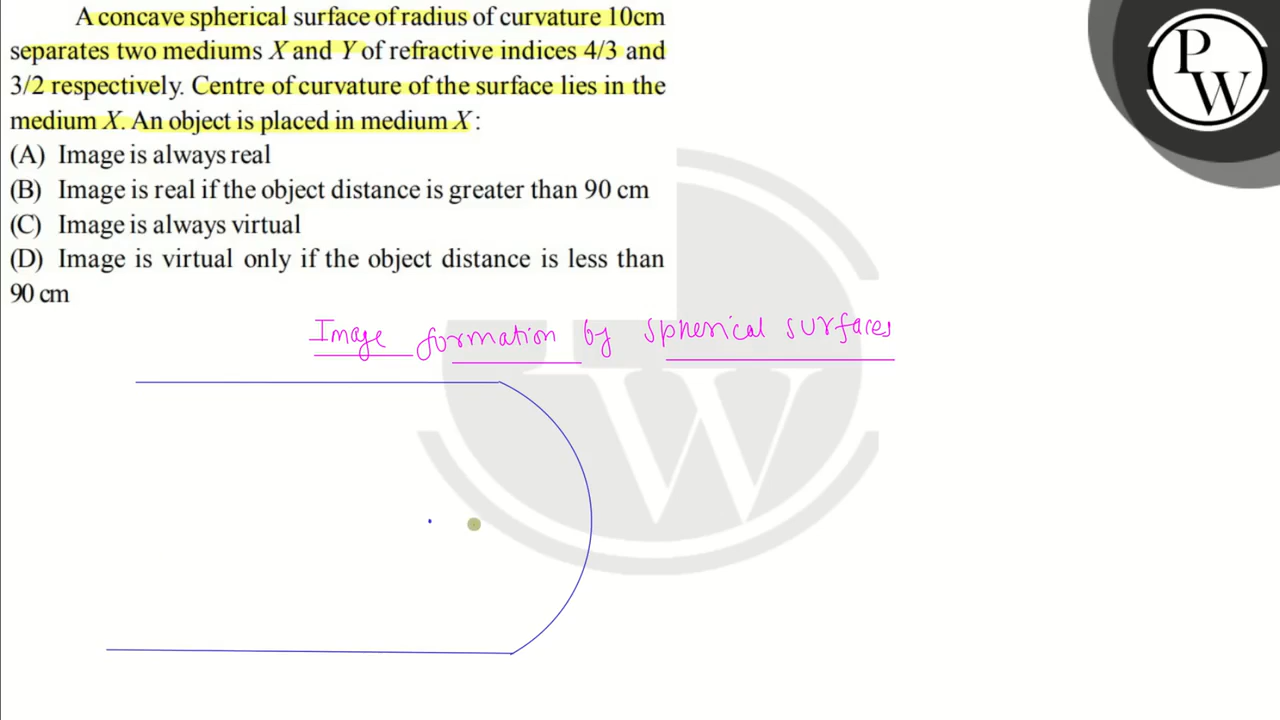 A concave spherical surface of radius of curvature 10cm
separates two mediums X and Y of refractive indices 4/3 and
3/2 respectively. Centre of curvature of the surface lies in the
medium X. An object is placed in medium X :
(A) Image is always real
(B) Image is real if the object distance is greater than 90 cm
(C) Image is always virtual
(D) Image is virtual only if the object distance is less than
90 cm
Image formation by spherical surfaces
P
W
W